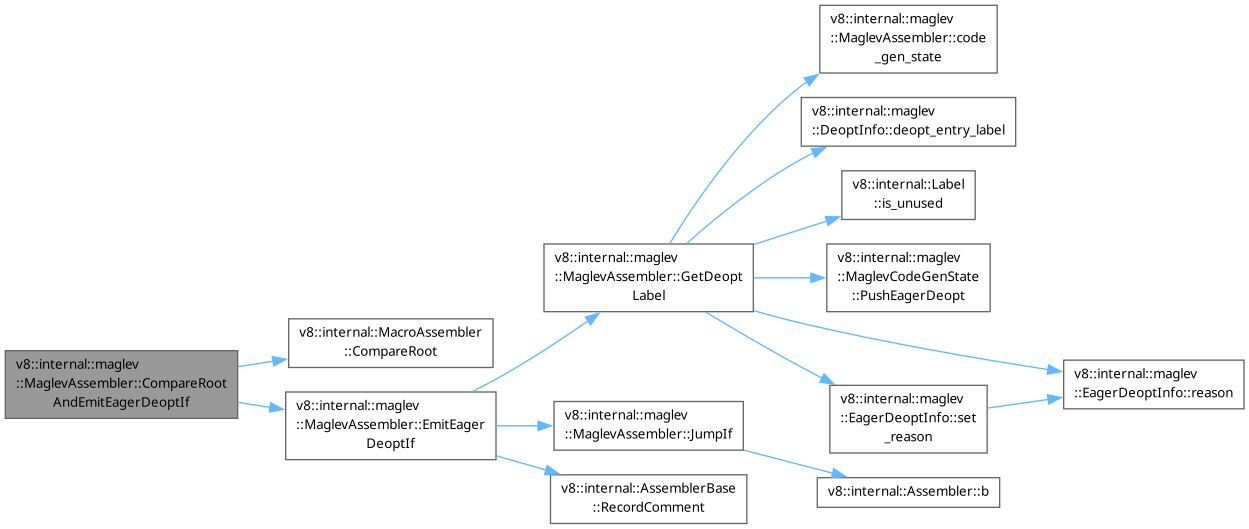 v8::internal::maglev
::MaglevAssembler::CompareRoot
AndEmitEagerDeoptIf
v8::internal::MacroAssembler
::CompareRoot
v8::internal::maglev
::MaglevAssembler::EmitEager
DeoptIf
v8::internal::maglev
::MaglevAssembler::GetDeopt
Label
v8::internal::maglev
::MaglevAssembler::code
_gen_state
v8::internal::maglev
::DeoptInfo::deopt_entry_label
v8::internal::Label
::is_unused
v8::internal::maglev
::MaglevCodeGenState
::PushEagerDeopt
v8::internal::maglev
::EagerDeoptInfo::reason
v8::internal::maglev
::EagerDeoptInfo::set
_reason
v8::internal::maglev
::MaglevAssembler::JumpIf
v8::internal::Assembler::b
v8::internal::AssemblerBase
::RecordComment